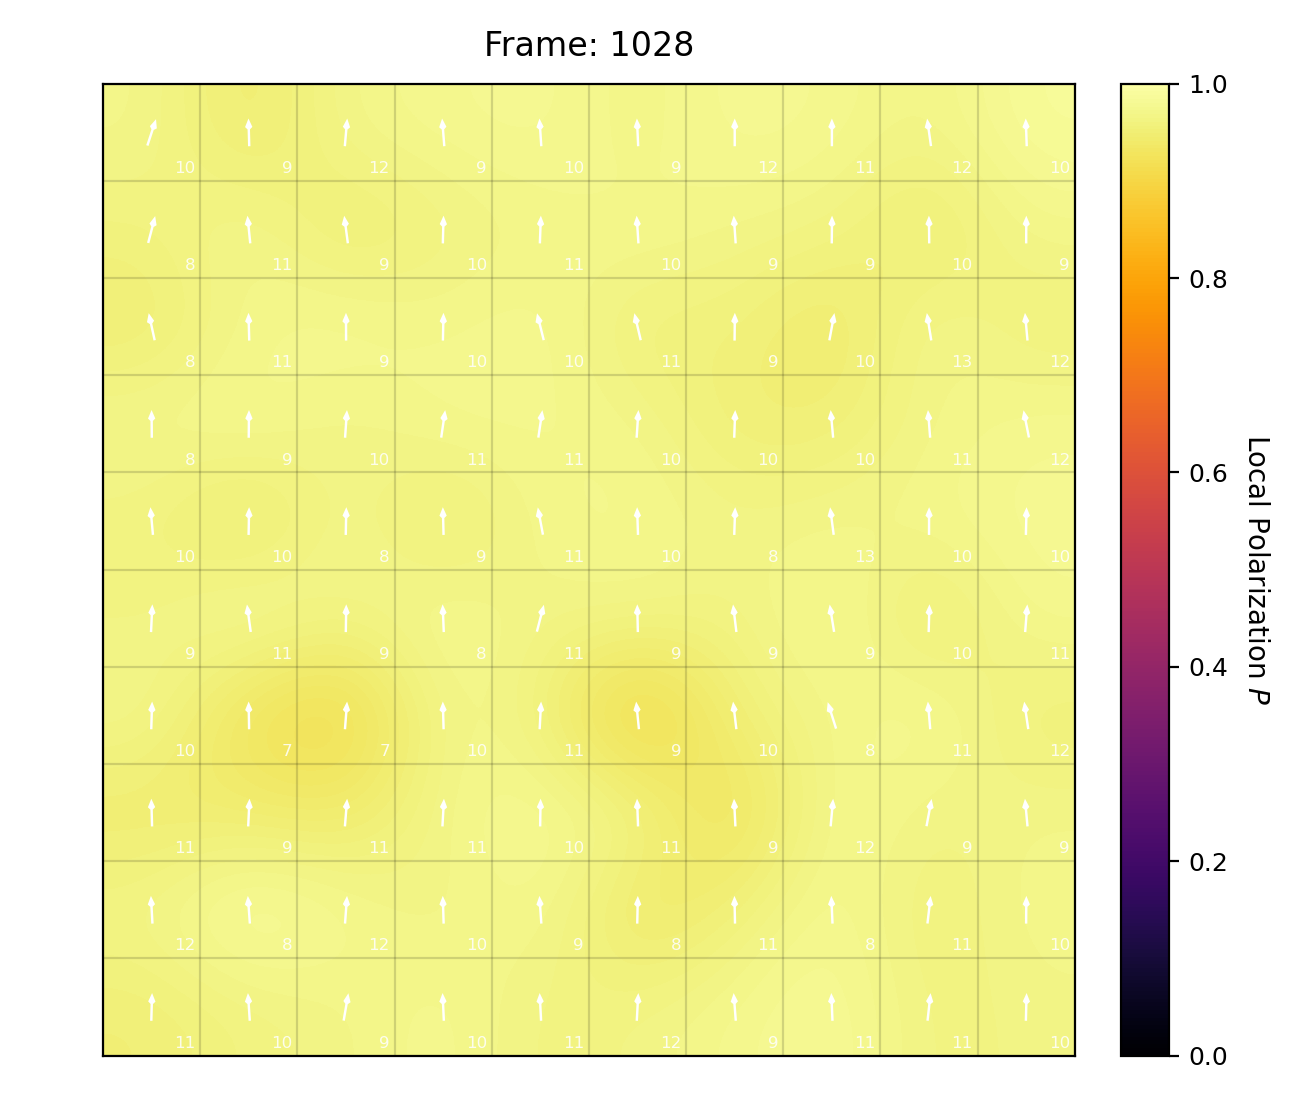 Frame: 1028
10 9 12 9 10 9 12 11 12 10
8 11 9 10 11 10 9 9 10 9
8 11 9 10 10 11 9 10 13 12
8 9 10 11 11 10 10 10 11 12
10 10 8 9 11 10 8 13 10 10
9 11 9 8 11 9 9 9 10 11
10 7 7 10 11 9 10 8 11 12
11 9 11 11 10 11 9 12 9 9
12 8 12 10 9 8 11 8 11 10
11 10 9 10 11 12 9 11 11 10
1.0
0.8
0.6
0.4
0.2
0.0
Local Polarization P